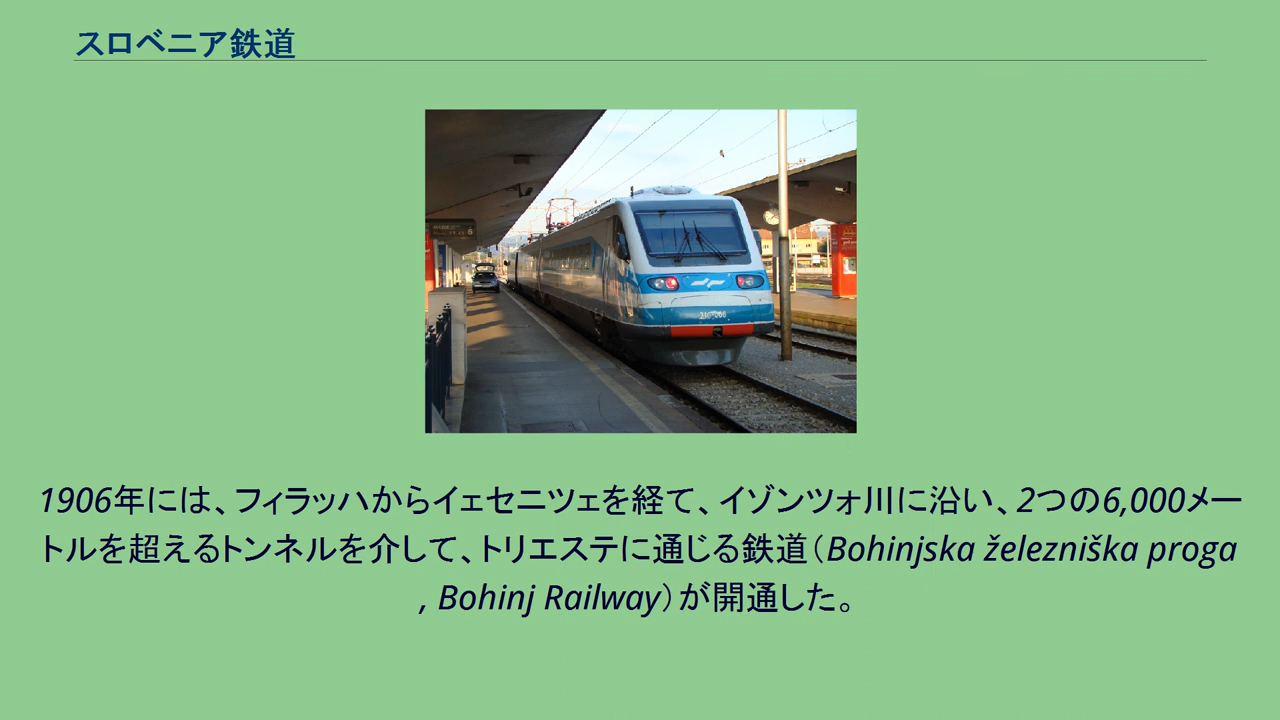 スロベニア鉄道
6
310-006
1906年には、フィラッハからイェセニツェを経て、イゾンツォ川に沿い、2つの6,000メー
トルを超えるトンネルを介して、トリエステに通じる鉄道（Bohinjska železniška proga
, Bohinj Railway）が開通した。